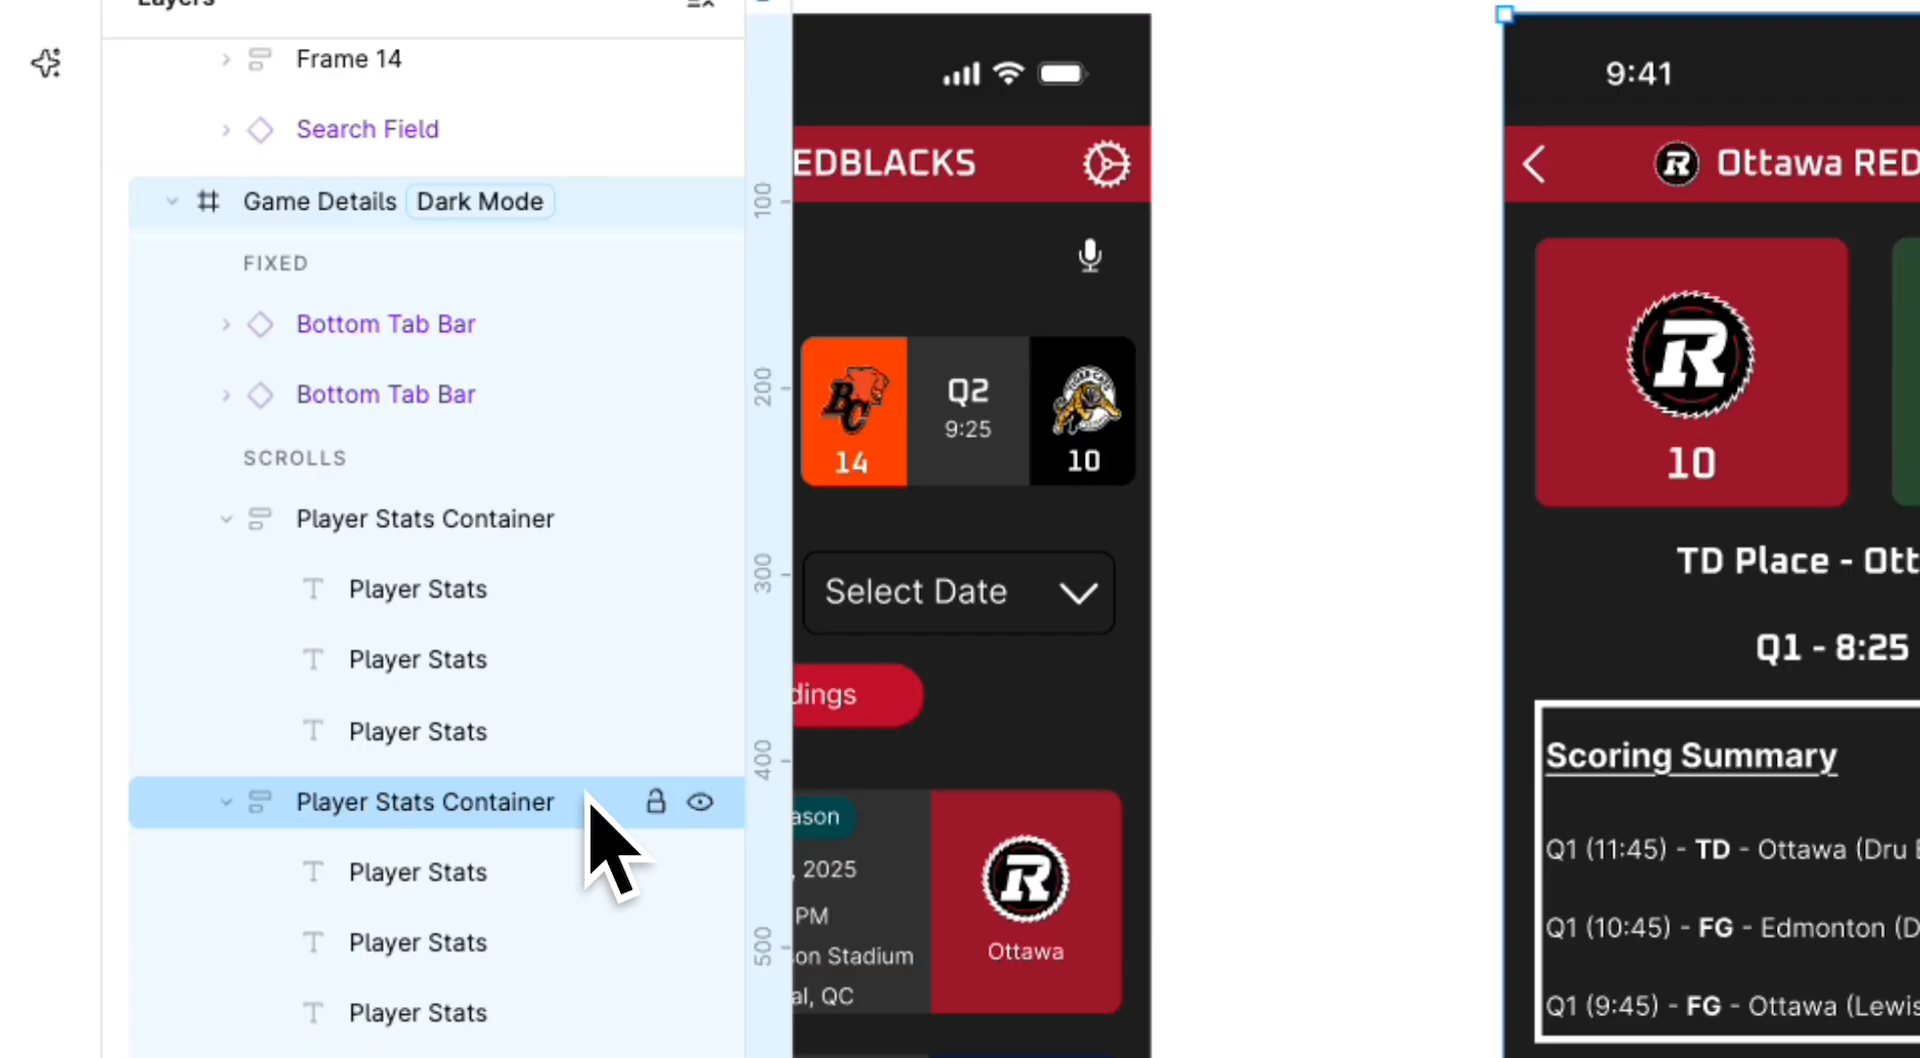 Layers
Frame 14
Search Field
Game Details Dark Mode
FIXED
Bottom Tab Bar
Bottom Tab Bar
SCROLLS
Player Stats Container
Player Stats
Player Stats
Player Stats
Player Stats Container
Player Stats
Player Stats
Player Stats
100
200
300
400
500
EDBLACKS
BC
14
Q2
9:25
10
Select Date
dings
ason
, 2025
PM
on Stadium
al, QC
R
Ottawa
9:41
R Ottawa RED
R
10
TD Place - Ott
Q1 - 8:25
Scoring Summary
Q1 (11:45) - TD - Ottawa (Dru
Q1 (10:45) - FG - Edmonton (D
Q1 (9:45) - FG - Ottawa (Lewis